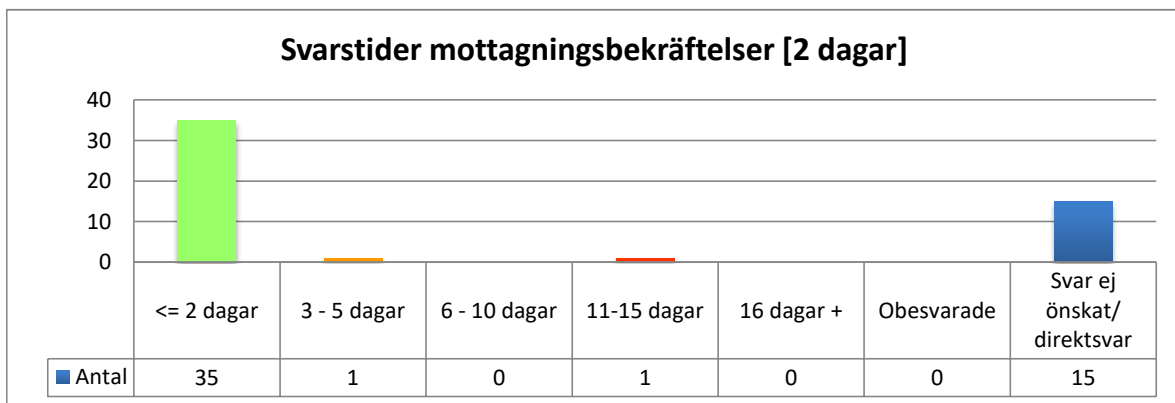 Svarstider mottagningsbekräftelser [2 dagar]
40
30
20
10
0
<= 2 dagar 3 - 5 dagar 6 - 10 dagar 11-15 dagar 16 dagar + Obesvarade Svar ej
önskat/
direktsvar
Antal 35 1 0 1 0 0 15